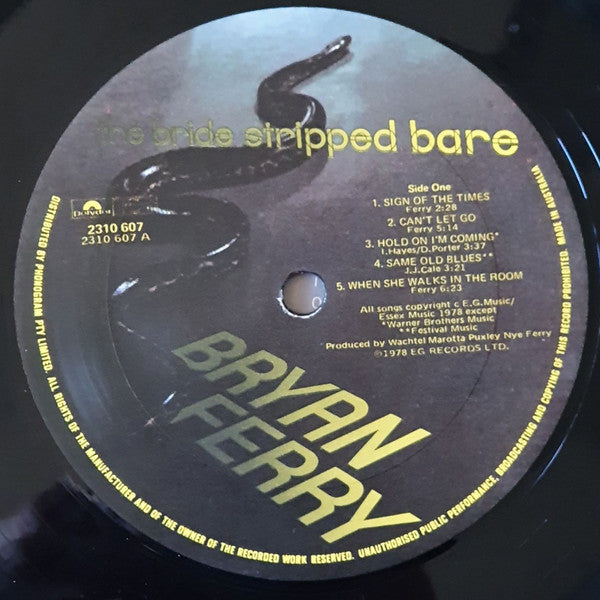 the bride stripped bare
Polydor
2310 607
2310 607 A
Side One
1. SIGN OF THE TIMES
Ferry 2:28
2. CAN'T LET GO
Ferry 5:14
3. HOLD ON I'M COMING*
I.Hayes/D.Porter 3:37
4. SAME OLD BLUES**
J.J.Cale 3:21
5. WHEN SHE WALKS IN THE ROOM
Ferry 6:23
All songs copyright c E.G.Music/
Essex Music 1978 except
*Warner Brothers Music
**Festival Music
Produced by Wachtel Marotta Puxley Nye Ferry
℗1978 EG RECORDS LTD.
BRYAN
FERRY
DISTRIBUTED BY PHONOGRAM PTY LIMITED. ALL RIGHTS OF THE MANUFACTURER AND OF THE OWNER OF THE RECORDED WORK RESERVED. UNAUTHORISED PUBLIC PERFORMANCE, BROADCASTING AND COPYING OF THIS RECORD PROHIBITED. MADE IN AUSTRALIA